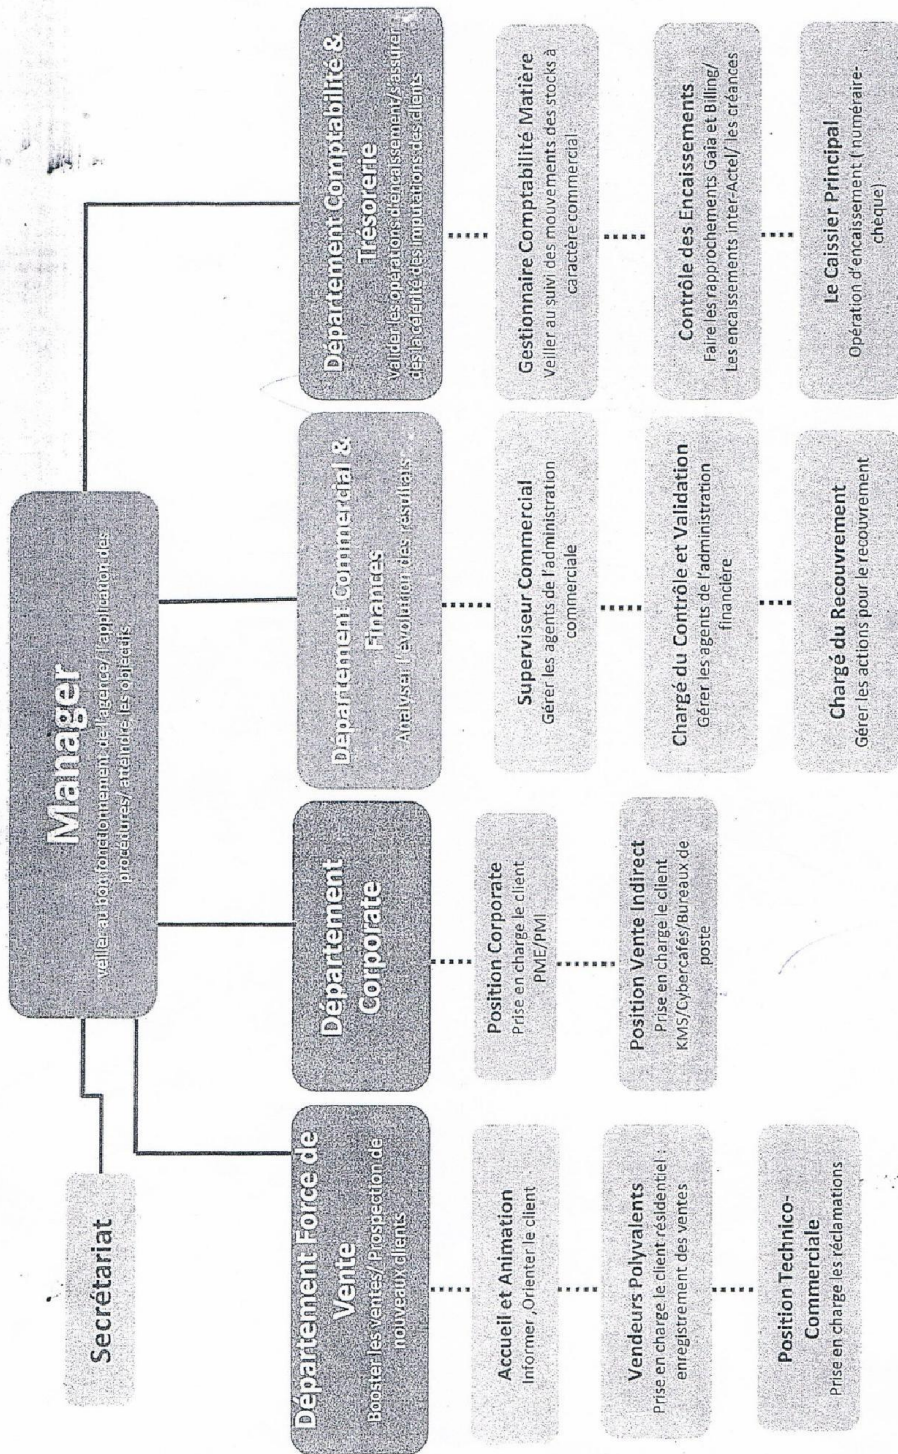 Secrétariat
Manager
veiller au bon fonctionnement de l'agence/ l'application des
procédures/ atteindre les objectifs
Département Force de
Vente
Booster les ventes/ Prospection de
nouveaux clients
Accueil et Animation
Informer ,Orienter le client
Vendeurs Polyvalents
Prise en charge le client résidentiel :
enregistrement des ventes
Position Technico-
Commerciale
Prise en charge les réclamations
Département
Corporate
Position Corporate
Prise en charge le client
PME/PMI
Position Vente Indirect
Prise en charge le client
KMS/Cybercafés/Bureaux de
poste
Département Commercial &
Finances
Analyser l'évolution des résultats
Superviseur Commercial
Gérer les agents de l'administration
commerciale
Chargé du Contrôle et Validation
Gérer les agents de l'administration
financière
Chargé du Recouvrement
Gérer les actions pour le recouvrement
Département Comptabilité &
Trésorerie
Valider les opérations d'encaissement/s'assurer
des la célérité des imputations des clients
Gestionnaire Comptabilité Matière
Veiller au suivi des mouvements des stocks à
caractère commercial
Contrôle des Encaissements
Faire les rapprochements Gaia et Billing/
Les encaissements inter-Actel/ les créances
Le Caissier Principal
Opération d'encaissement ( numéraire-
chèque)